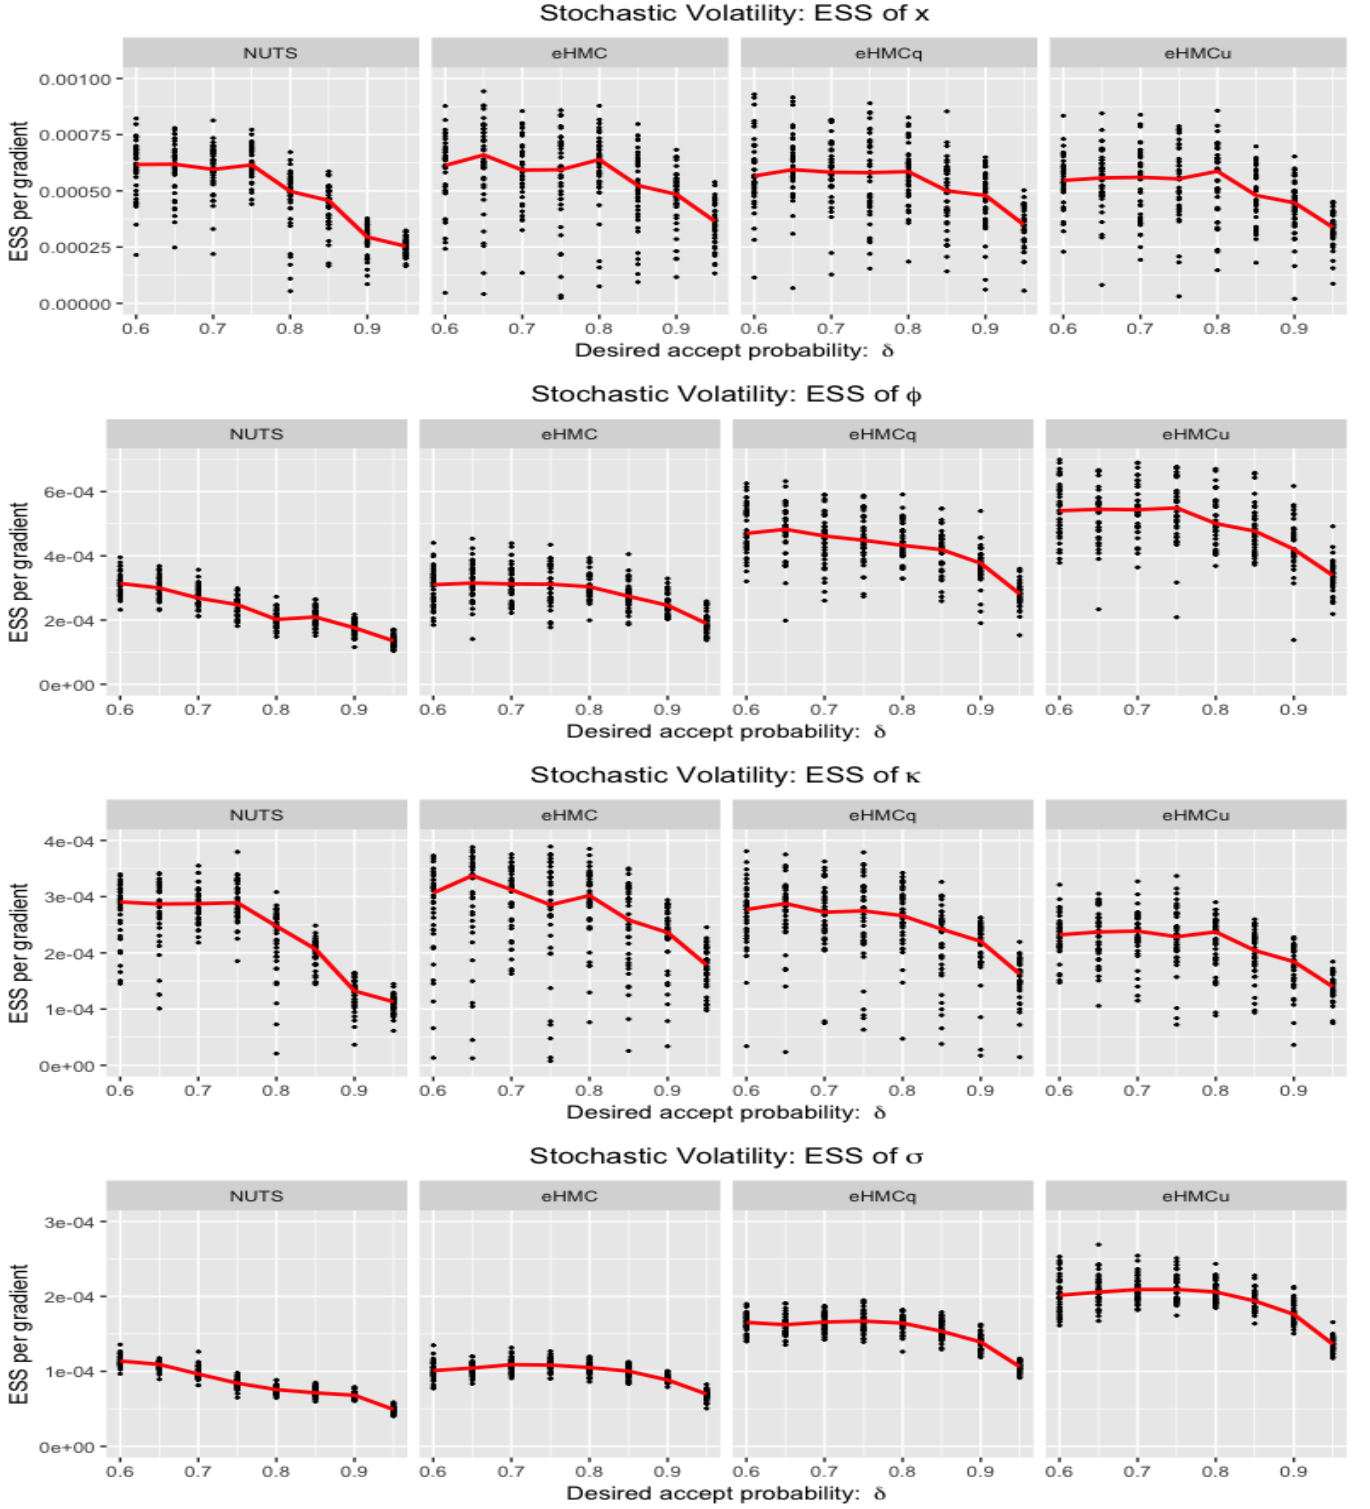 Stochastic Volatility: ESS of x
NUTS eHMC eHMCq eHMCu
ESS per gradient
0.00100
0.00075
0.00050
0.00025
0.00000
0.6 0.7 0.8 0.9 0.6 0.7 0.8 0.9 0.6 0.7 0.8 0.9 0.6 0.7 0.8 0.9
Desired accept probability: δ
Stochastic Volatility: ESS of ϕ
NUTS eHMC eHMCq eHMCu
ESS per gradient
6e-04
4e-04
2e-04
0e+00
0.6 0.7 0.8 0.9 0.6 0.7 0.8 0.9 0.6 0.7 0.8 0.9 0.6 0.7 0.8 0.9
Desired accept probability: δ
Stochastic Volatility: ESS of κ
NUTS eHMC eHMCq eHMCu
ESS per gradient
4e-04
3e-04
2e-04
1e-04
0e+00
0.6 0.7 0.8 0.9 0.6 0.7 0.8 0.9 0.6 0.7 0.8 0.9 0.6 0.7 0.8 0.9
Desired accept probability: δ
Stochastic Volatility: ESS of σ
NUTS eHMC eHMCq eHMCu
ESS per gradient
3e-04
2e-04
1e-04
0e+00
0.6 0.7 0.8 0.9 0.6 0.7 0.8 0.9 0.6 0.7 0.8 0.9 0.6 0.7 0.8 0.9
Desired accept probability: δ